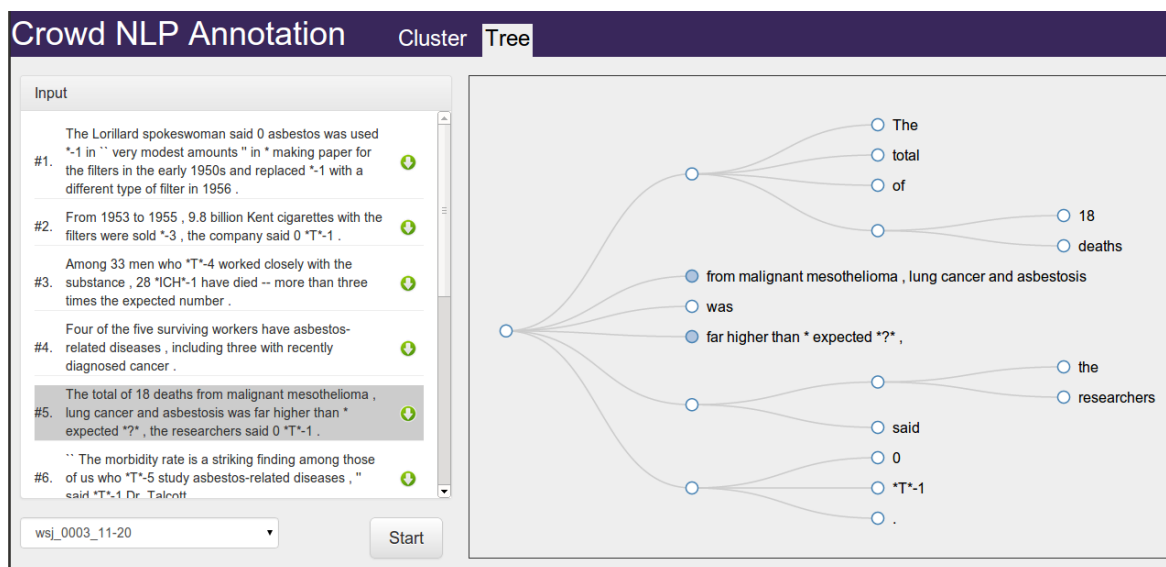 Crowd NLP Annotation
Cluster
Tree
Input
#1.
The Lorillard spokeswoman said 0 asbestos was used
*-1 in `` very modest amounts '' in * making paper for
the filters in the early 1950s and replaced *-1 with a
different type of filter in 1956 .
#2.
From 1953 to 1955 , 9.8 billion Kent cigarettes with the
filters were sold *-3 , the company said 0 *T*-1 .
#3.
Among 33 men who *T*-4 worked closely with the
substance , 28 *ICH*-1 have died -- more than three
times the expected number .
#4.
Four of the five surviving workers have asbestos-
related diseases , including three with recently
diagnosed cancer .
#5.
The total of 18 deaths from malignant mesothelioma ,
lung cancer and asbestosis was far higher than *
expected *?* , the researchers said 0 *T*-1 .
#6.
`` The morbidity rate is a striking finding among those
of us who *T*-5 study asbestos-related diseases , ''
said *T*-1 Dr. Talcott
wsj_0003_11-20
Start
The
total
of
18
deaths
from malignant mesothelioma , lung cancer and asbestosis
was
far higher than * expected *?* ,
the
researchers
said
0
*T*-1
.